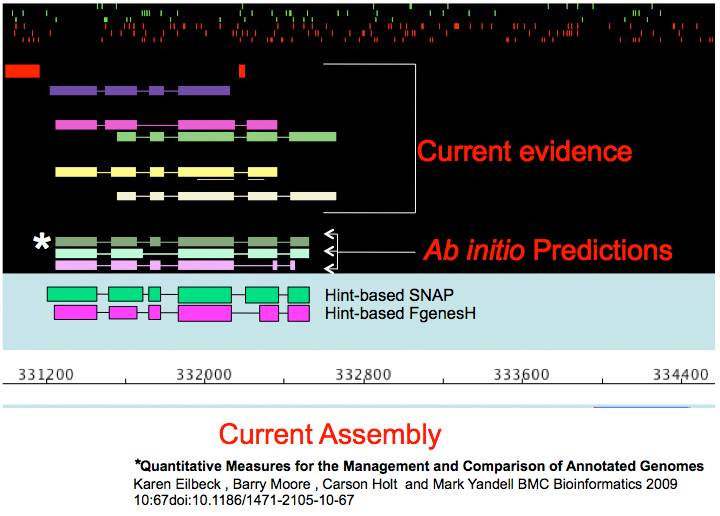 Current evidence
*
Ab initio Predictions
Hint-based SNAP
Hint-based FgenesH
331200 332000 332800 333600 334400
Current Assembly
*Quantitative Measures for the Management and Comparison of Annotated Genomes
Karen Eilbeck , Barry Moore , Carson Holt and Mark Yandell BMC Bioinformatics 2009
10:67doi:10.1186/1471-2105-10-67